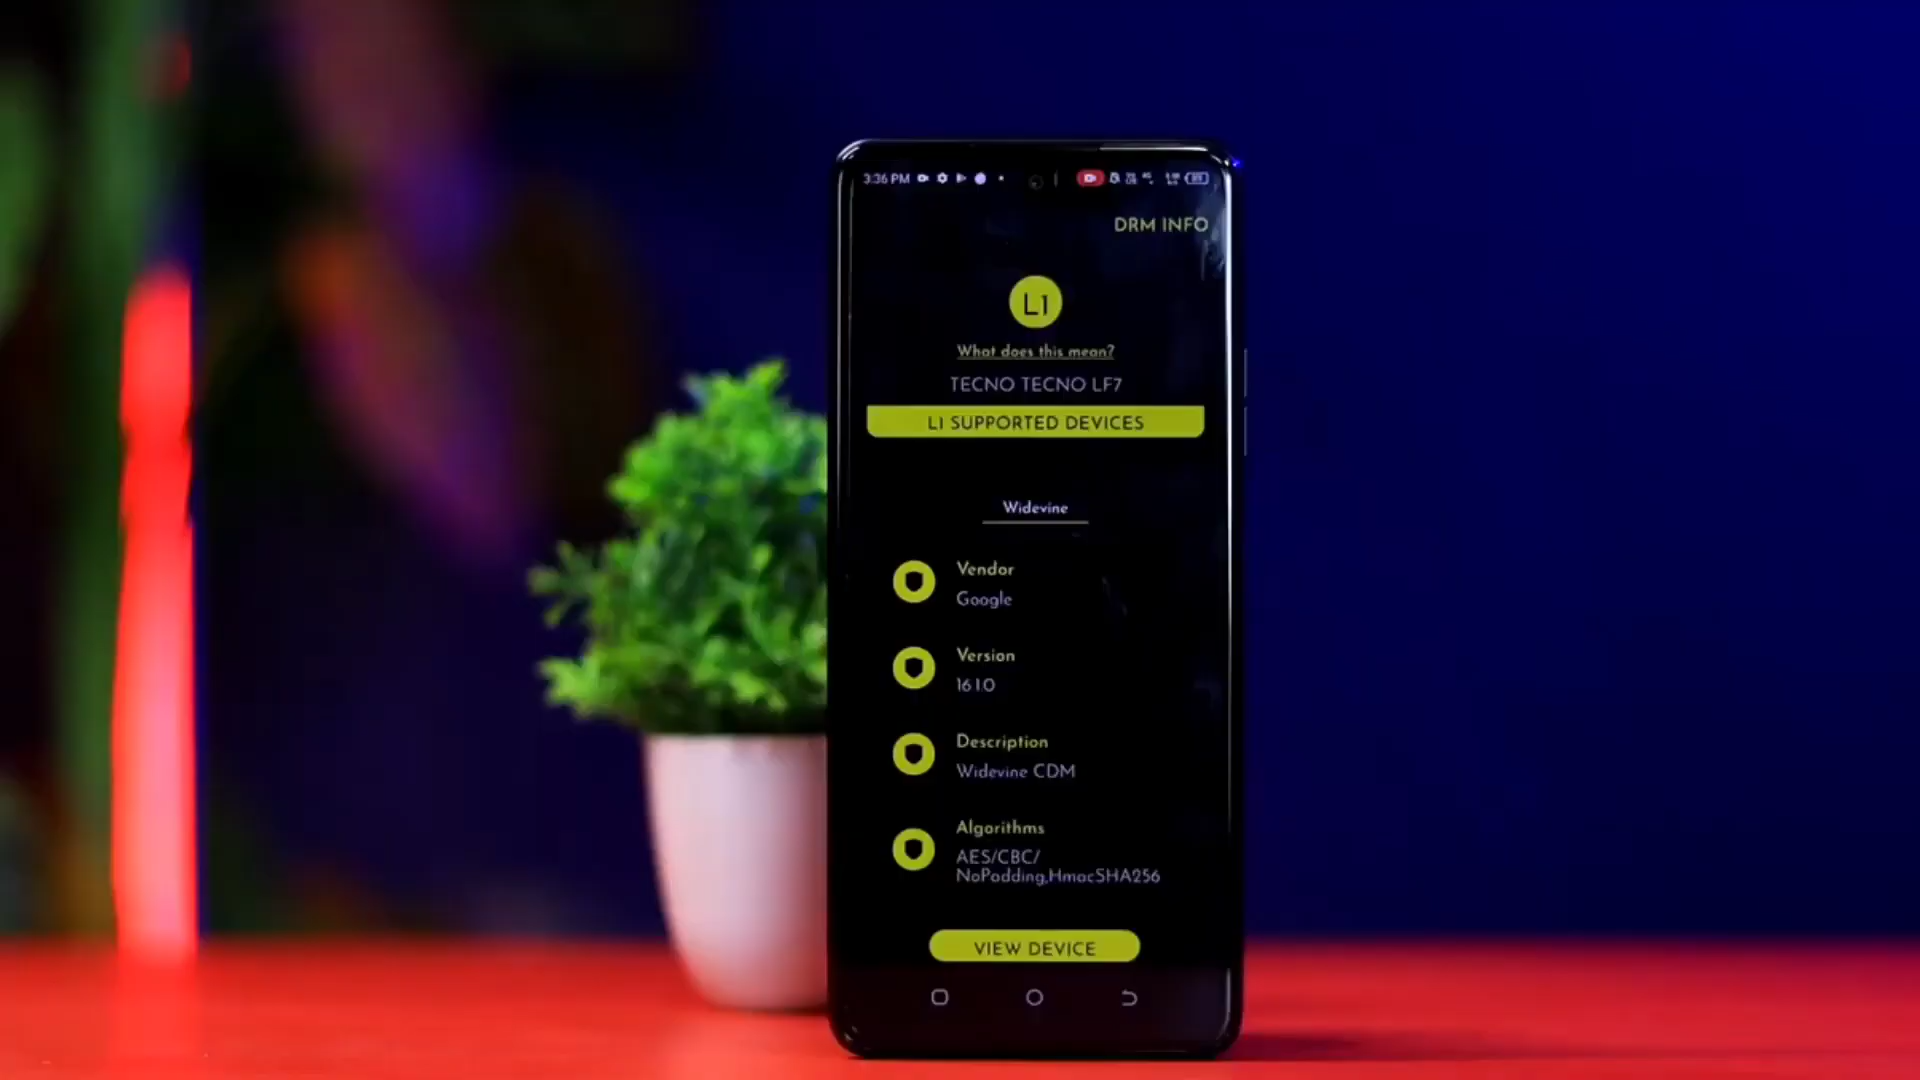 3:36 PM
DRM INFO
L1
What does this mean?
TECNO TECNO LF7
L1 SUPPORTED DEVICES
Widevine
Vendor
Google
Version
16.1.0
Description
Widevine CDM
Algorithms
AES/CBC/
NoPadding,HmacSHA256
VIEW DEVICE